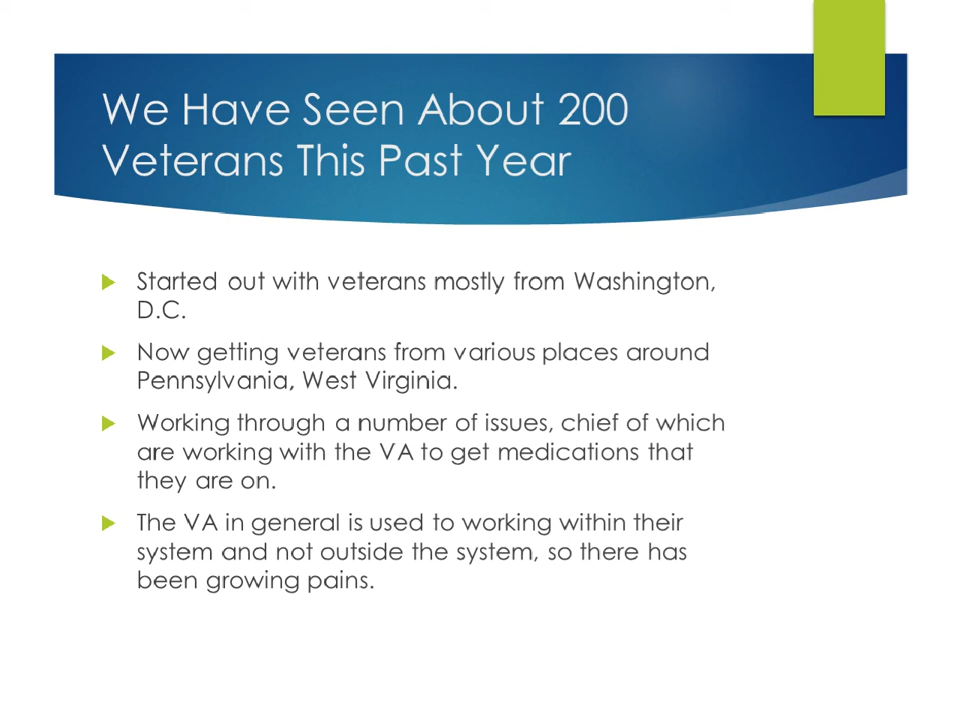 We Have Seen About 200
Veterans This Past Year
Started out with veterans mostly from Washington,
D.C.
Now getting veterans from various places around
Pennsylvania, West Virginia.
Working through a number of issues, chief of which
are working with the VA to get medications that
they are on.
The VA in general is used to working within their
system and not outside the system, so there has
been growing pains.